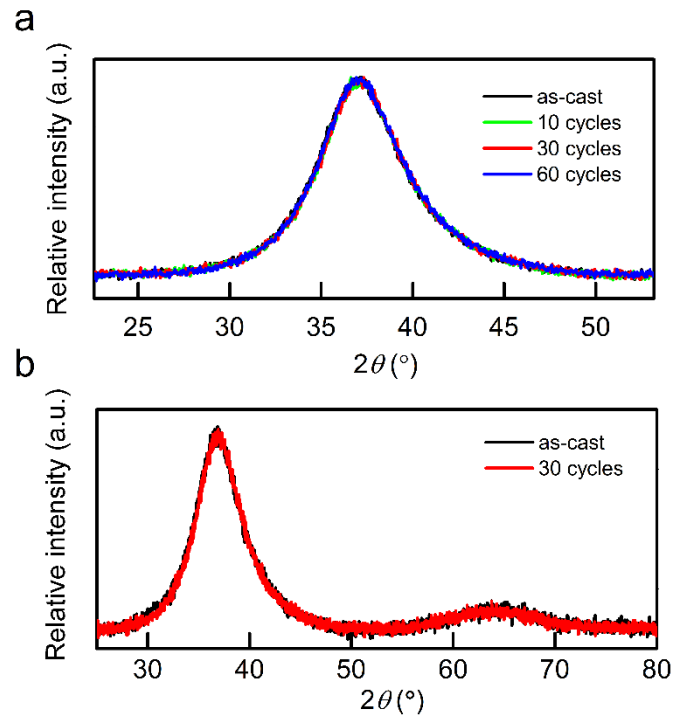 a
Relative intensity (a.u.)
as-cast
10 cycles
30 cycles
60 cycles
25 30 35 40 45 50
2θ (°)
b
Relative intensity (a.u.)
as-cast
30 cycles
30 40 50 60 70 80
2θ (°)